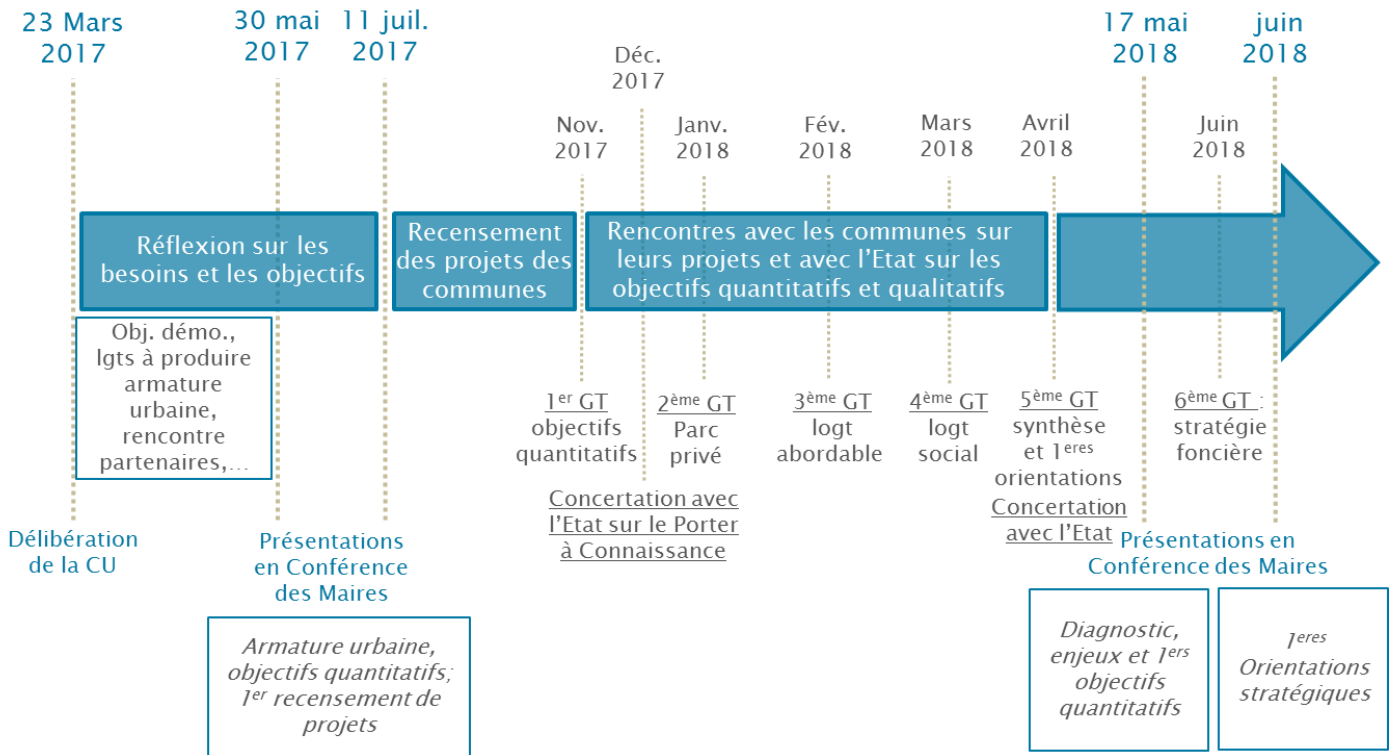 23 Mars
2017
30 mai
2017
11 juil.
2017
17 mai
2018
juin
2018
Déc.
2017
Nov.
2017
Janv.
2018
Fév.
2018
Mars
2018
Avril
2018
Juin
2018
Réflexion sur les
besoins et les objectifs
Recensement
des projets des
communes
Rencontres avec les communes sur
leurs projets et avec l'Etat sur les
objectifs quantitatifs et qualitatifs
Obj. démo.,
lgts à produire
armature
urbaine,
rencontre
partenaires,...
1er GT
objectifs
quantitatifs
2ème GT
Parc
privé
3ème GT
logt
abordable
4ème GT
logt
social
5ème GT
synthèse
et 1eres
orientations
Concertation
avec l'Etat
6ème GT :
stratégie
foncière
Concertation avec
l'Etat sur le Porter
à Connaissance
Délibération
de la CU
Présentations
en Conférence
des Maires
Présentations en
Conférence des Maires
Armature urbaine,
objectifs quantitatifs;
1er recensement de
projets
Diagnostic,
enjeux et 1ers
objectifs
quantitatifs
1eres
Orientations
stratégiques